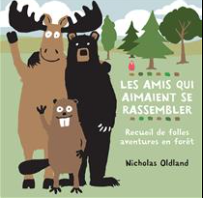 LES AMIS QUI
AIMAIENT SE
RASSEMBLER
Recueil de folles
aventures en forêt
Nicholas Oldland